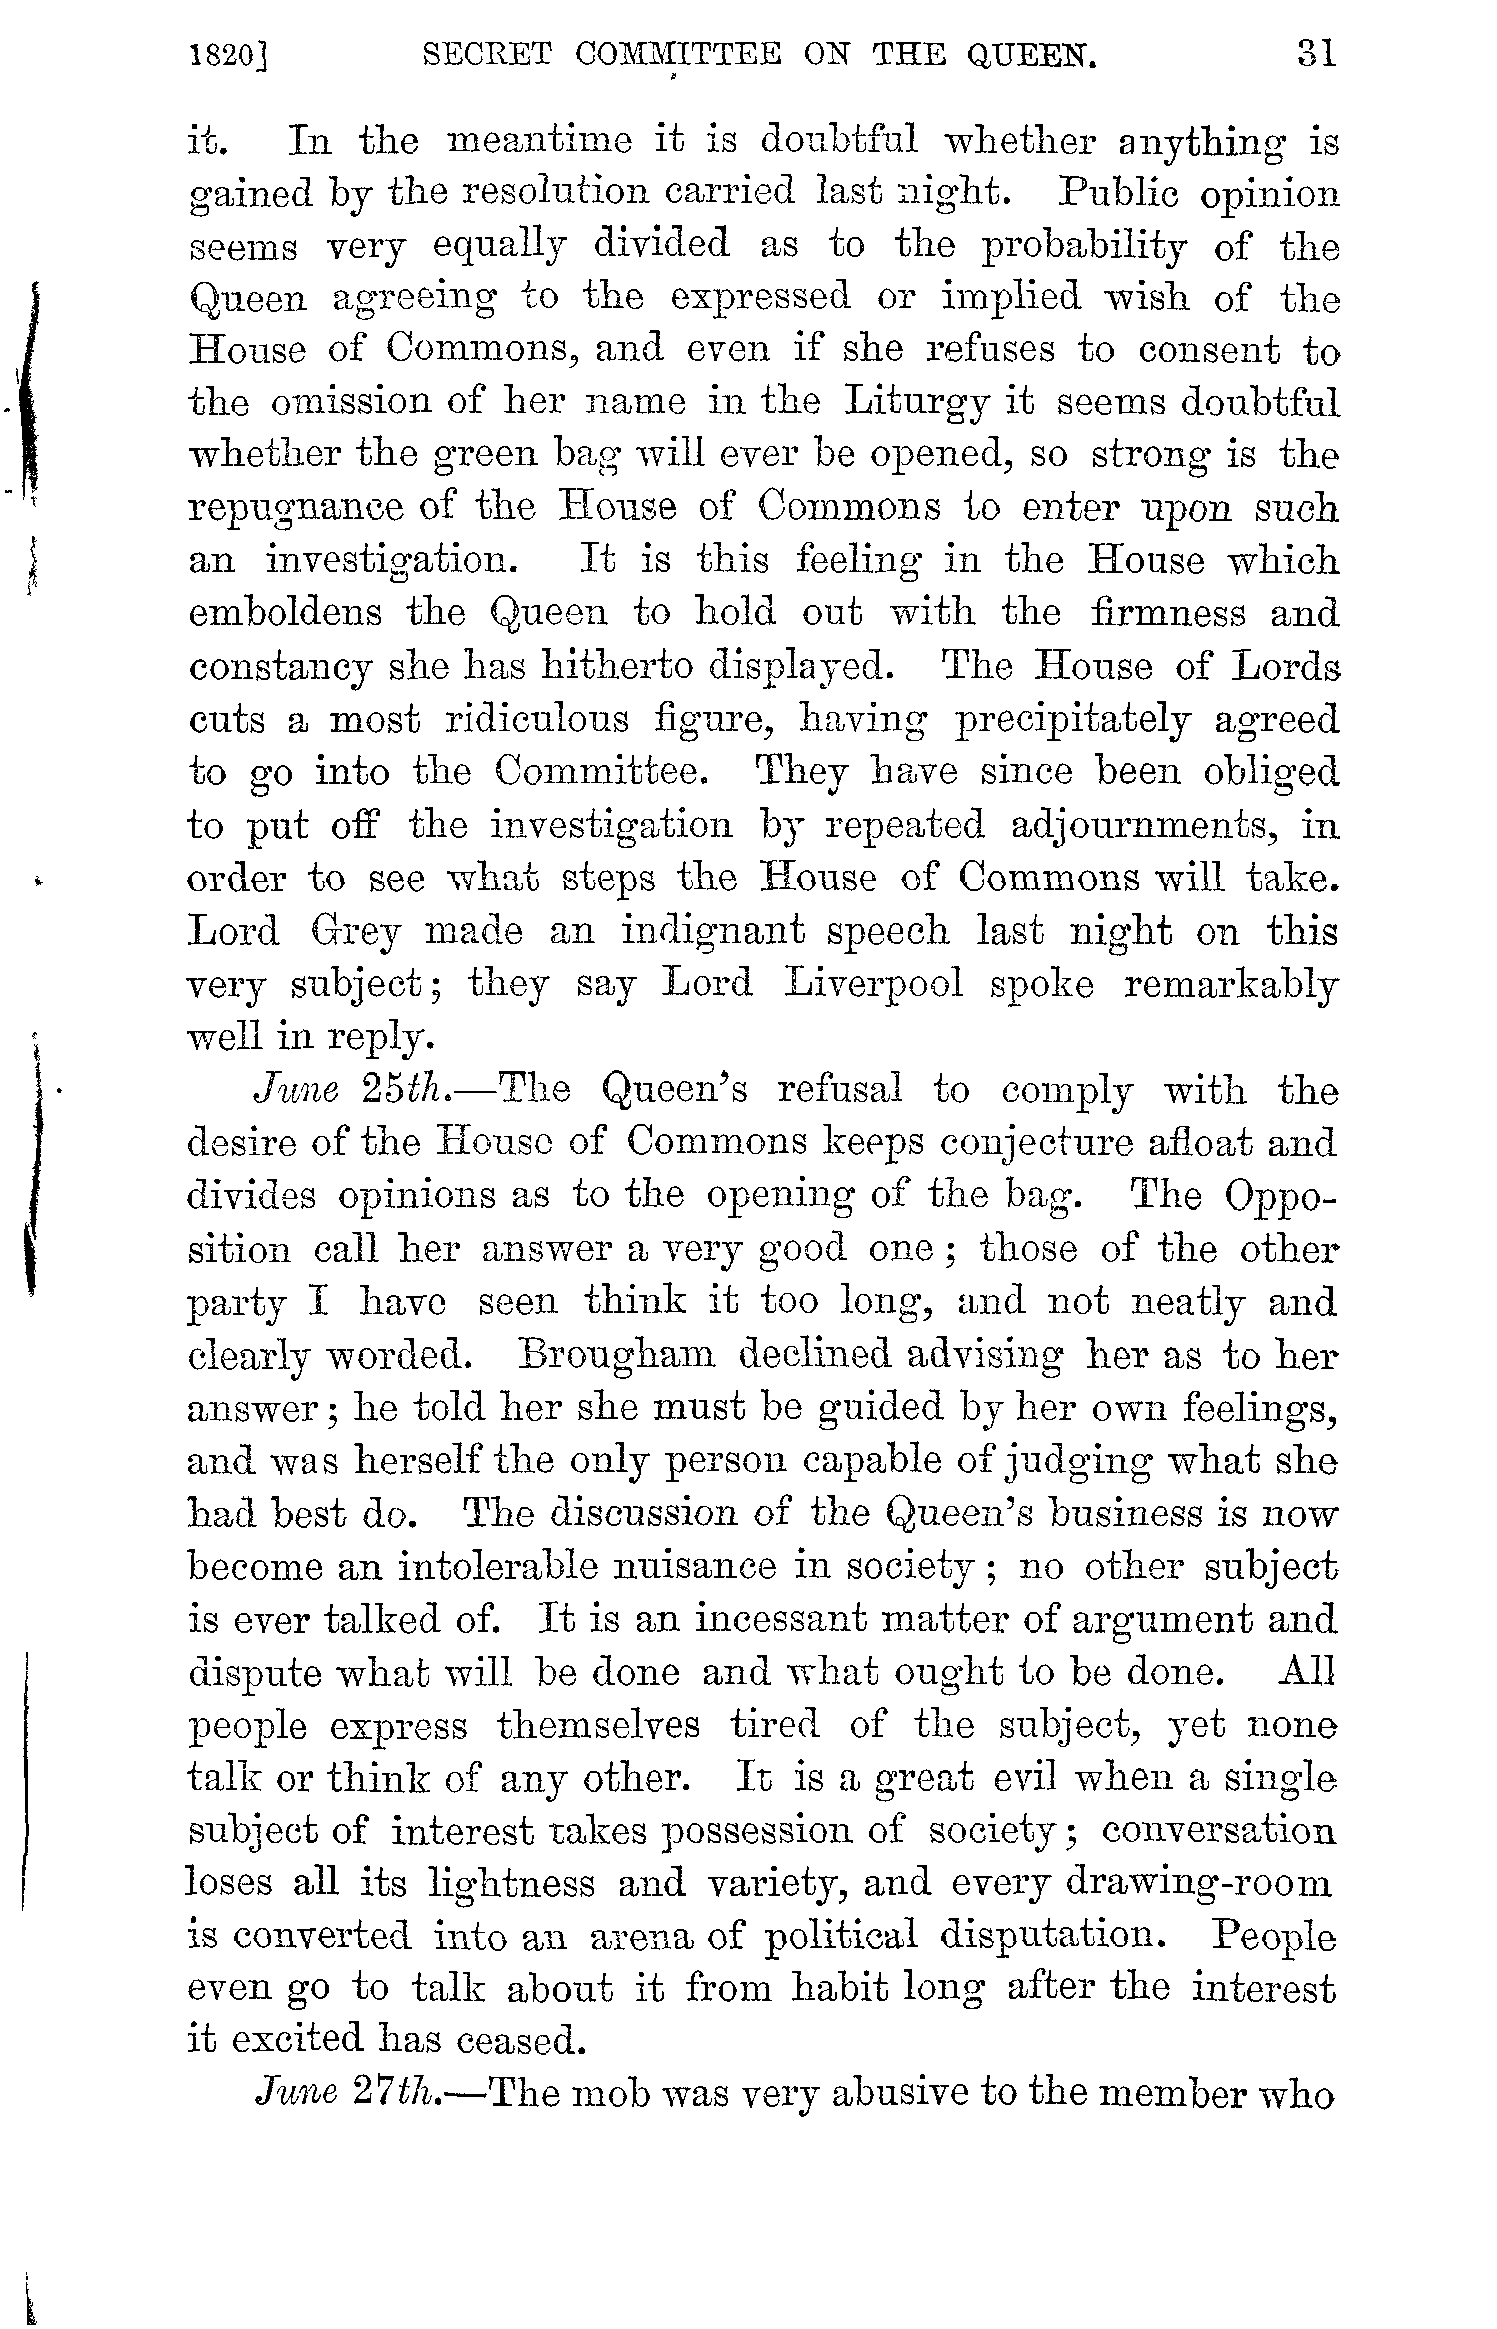 1820] SECRET COMMITTEE ON THE QUEEN. 31
it. In the meantime it is doubtful whether anything is
gained by the resolution carried last night. Public opinion
seems very equally divided as to the probability of the
Queen agreeing to the expressed or implied wish of the
House of Commons, and even if she refuses to consent to
the omission of her name in the Liturgy it seems doubtful
whether the green bag will ever be opened, so strong is the
repugnance of the House of Commons to enter upon such
an investigation. It is this feeling in the House which
emboldens the Queen to hold out with the firmness and
constancy she has hitherto displayed. The House of Lords
cuts a most ridiculous figure, having precipitately agreed
to go into the Committee. They have since been obliged
to put off the investigation by repeated adjournments, in
order to see what steps the House of Commons will take.
Lord Grey made an indignant speech last night on this
very subject; they say Lord Liverpool spoke remarkably
well in reply.
June 25th.—The Queen's refusal to comply with the
desire of the House of Commons keeps conjecture afloat and
divides opinions as to the opening of the bag. The Oppo-
sition call her answer a very good one; those of the other
party I have seen think it too long, and not neatly and
clearly worded. Brougham declined advising her as to her
answer; he told her she must be guided by her own feelings,
and was herself the only person capable of judging what she
had best do. The discussion of the Queen's business is now
become an intolerable nuisance in society; no other subject
is ever talked of. It is an incessant matter of argument and
dispute what will be done and what ought to be done. All
people express themselves tired of the subject, yet none
talk or think of any other. It is a great evil when a single
subject of interest takes possession of society; conversation
loses all its lightness and variety, and every drawing-room
is converted into an arena of political disputation. People
even go to talk about it from habit long after the interest
it excited has ceased.
June 27th.—The mob was very abusive to the member who